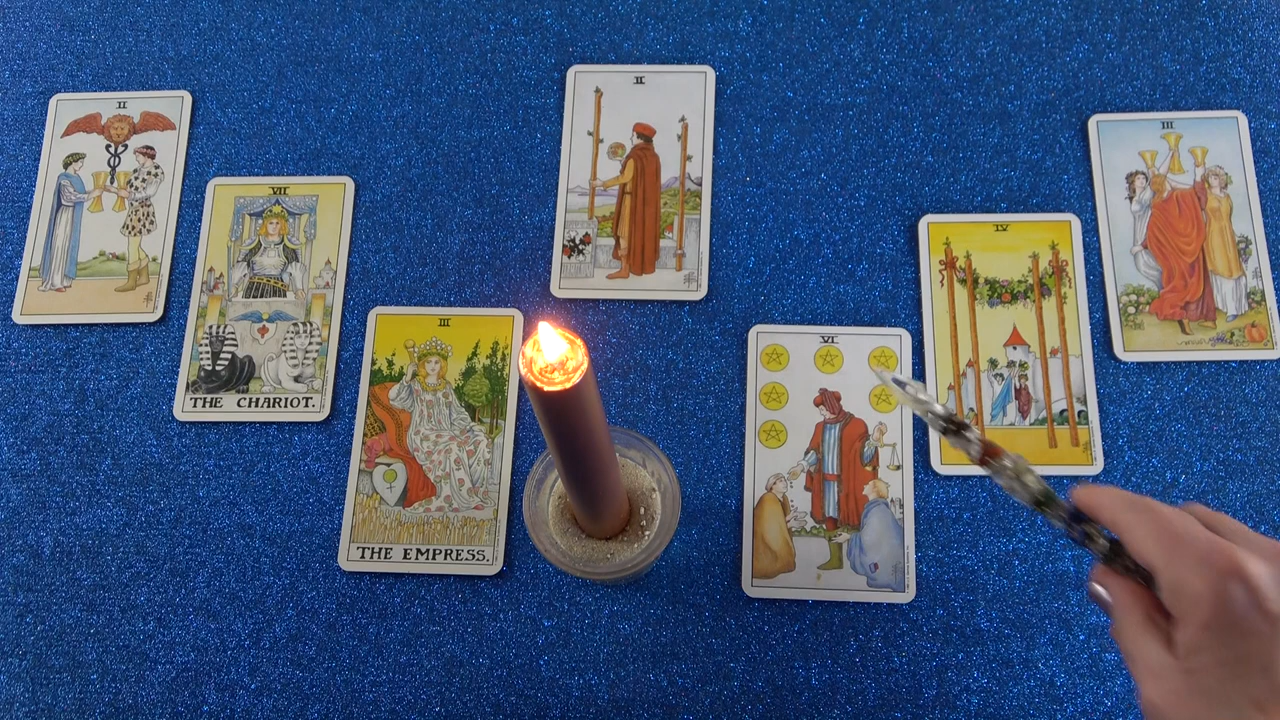 II
VII
THE CHARIOT.
III
THE EMPRESS.
II
VI
IV
III